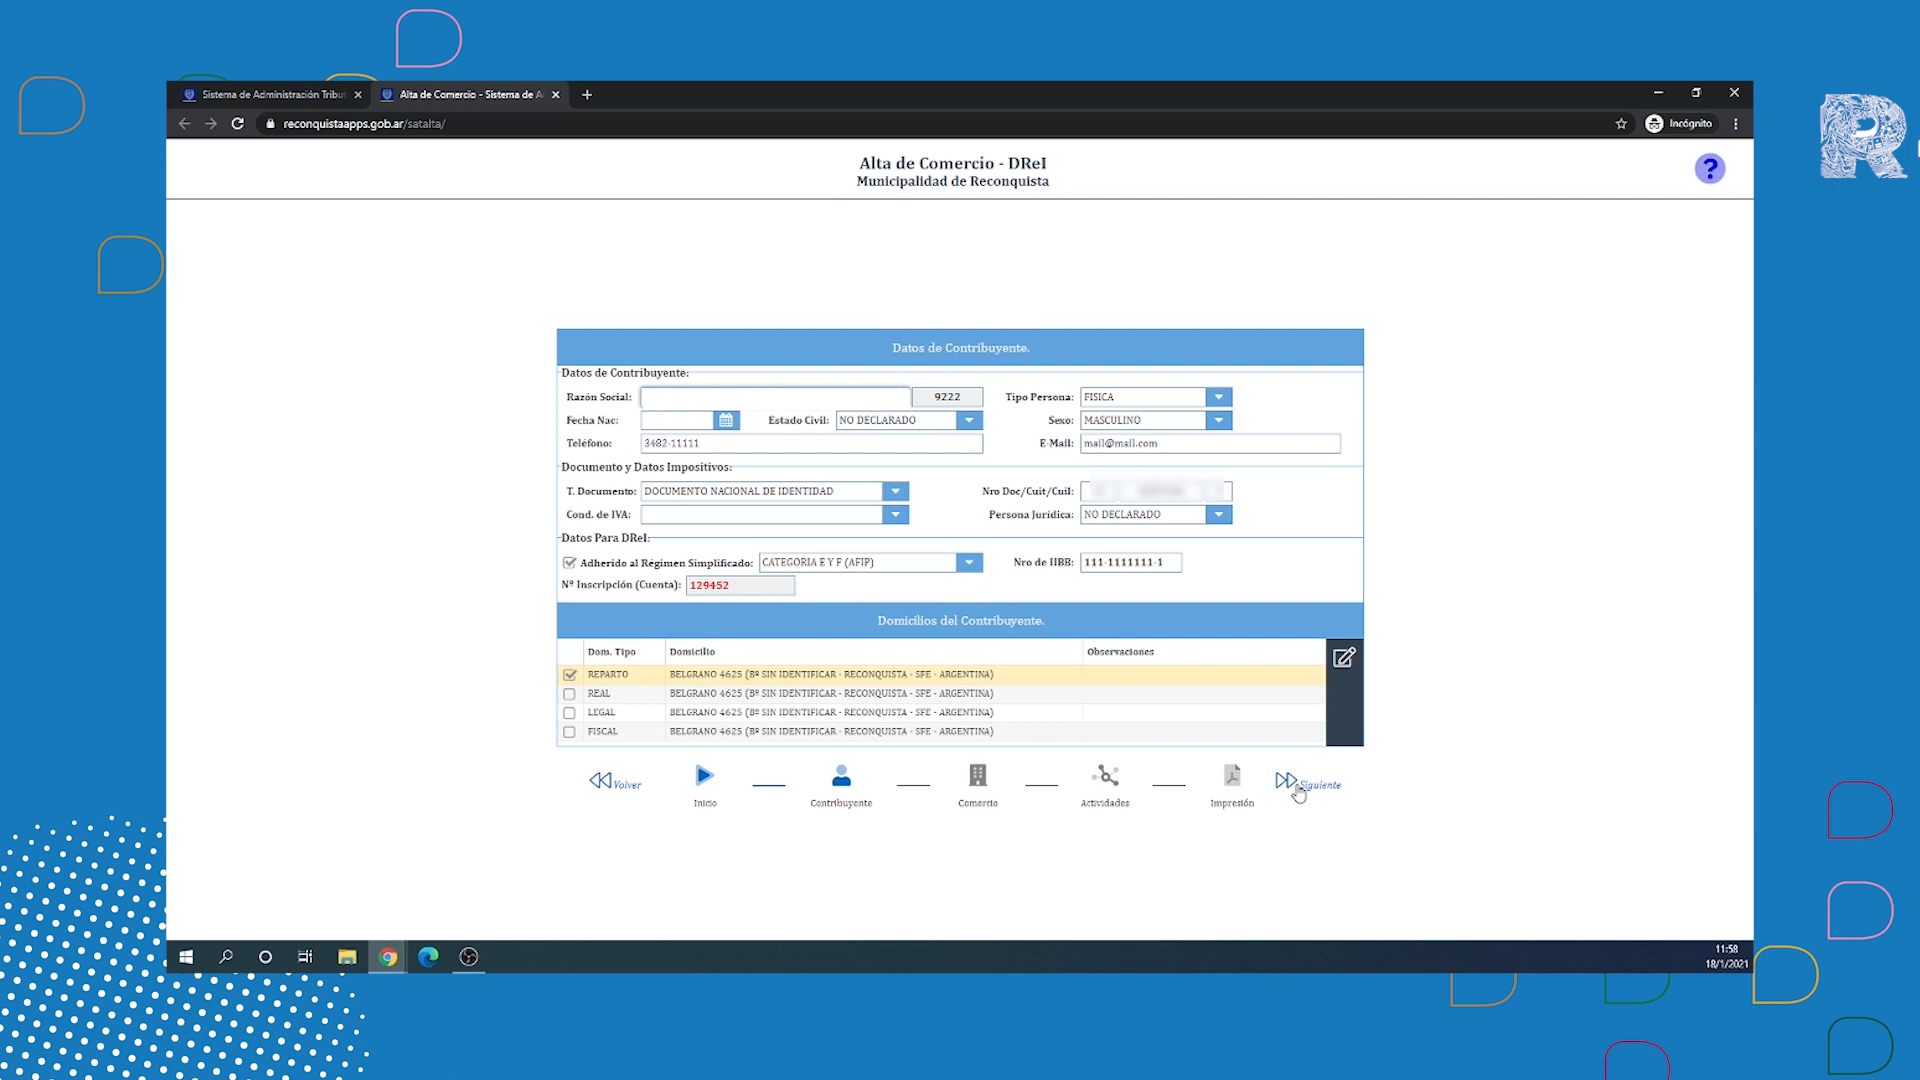 Sistema de Administración Tribu
Alta de Comercio - Sistema de A
reconquistaapps.gob.ar/satalta/
Incógnito
Alta de Comercio - DReI
Municipalidad de Reconquista
?
R
Datos de Contribuyente.
Datos de Contribuyente:
Razón Social: 9222 Tipo Persona: FISICA
Fecha Nac: Estado Civil: NO DECLARADO Sexo: MASCULINO
Teléfono: 3482-11111 E-Mail: mail@mail.com
Documento y Datos Impositivos:
T. Documento: DOCUMENTO NACIONAL DE IDENTIDAD Nro Doc/Cuit/Cuil:
Cond. de IVA: Persona Jurídica: NO DECLARADO
Datos Para DReI:
Adherido al Régimen Simplificado: CATEGORIA E Y F (AFIP) Nro de IIBB: 111-1111111-1
Nº Inscripción (Cuenta): 129452
Domicilios del Contribuyente.
Dom. Tipo Domicilio Observaciones
REPARTO BELGRANO 4625 (Bº SIN IDENTIFICAR - RECONQUISTA - SFE - ARGENTINA)
REAL BELGRANO 4625 (Bº SIN IDENTIFICAR - RECONQUISTA - SFE - ARGENTINA)
LEGAL BELGRANO 4625 (Bº SIN IDENTIFICAR - RECONQUISTA - SFE - ARGENTINA)
FISCAL BELGRANO 4625 (Bº SIN IDENTIFICAR - RECONQUISTA - SFE - ARGENTINA)
Volver Inicio Contribuyente Comercio Actividades Impresión Siguiente
11:58
18/1/2021